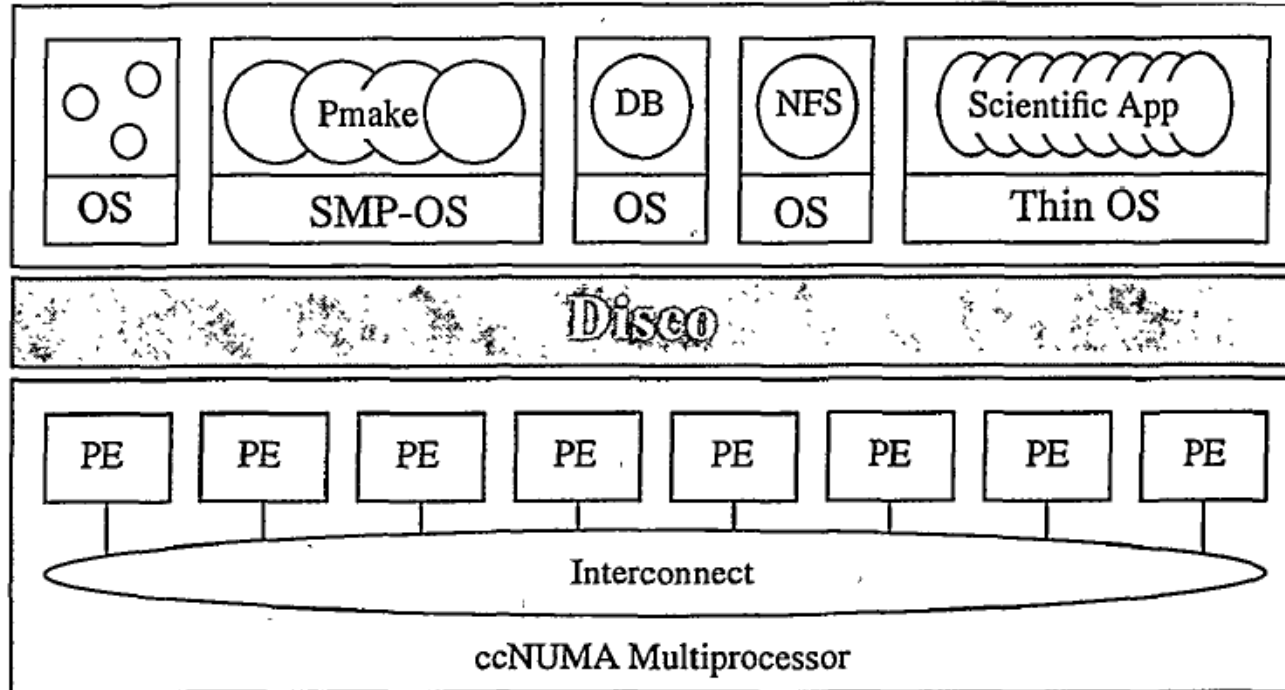 Pmake
DB
NFS
Scientific App
OS
SMP-OS
OS
OS
Thin OS
Disco
PE
PE
PE
PE
PE
PE
PE
PE
Interconnect
ccNUMA Multiprocessor